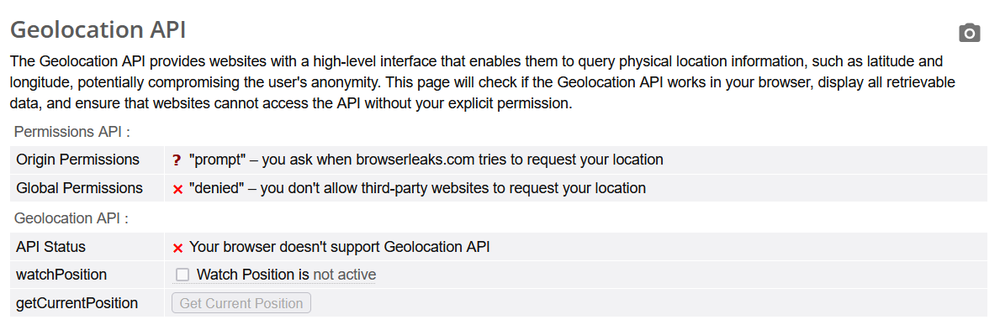 Geolocation API
The Geolocation API provides websites with a high-level interface that enables them to query physical location information, such as latitude and
longitude, potentially compromising the user's anonymity. This page will check if the Geolocation API works in your browser, display all retrievable
data, and ensure that websites cannot access the API without your explicit permission.
Permissions API :
Origin Permissions ? "prompt" – you ask when browserleaks.com tries to request your location
Global Permissions × "denied" – you don't allow third-party websites to request your location
Geolocation API :
API Status × Your browser doesn't support Geolocation API
watchPosition Watch Position is not active
getCurrentPosition Get Current Position